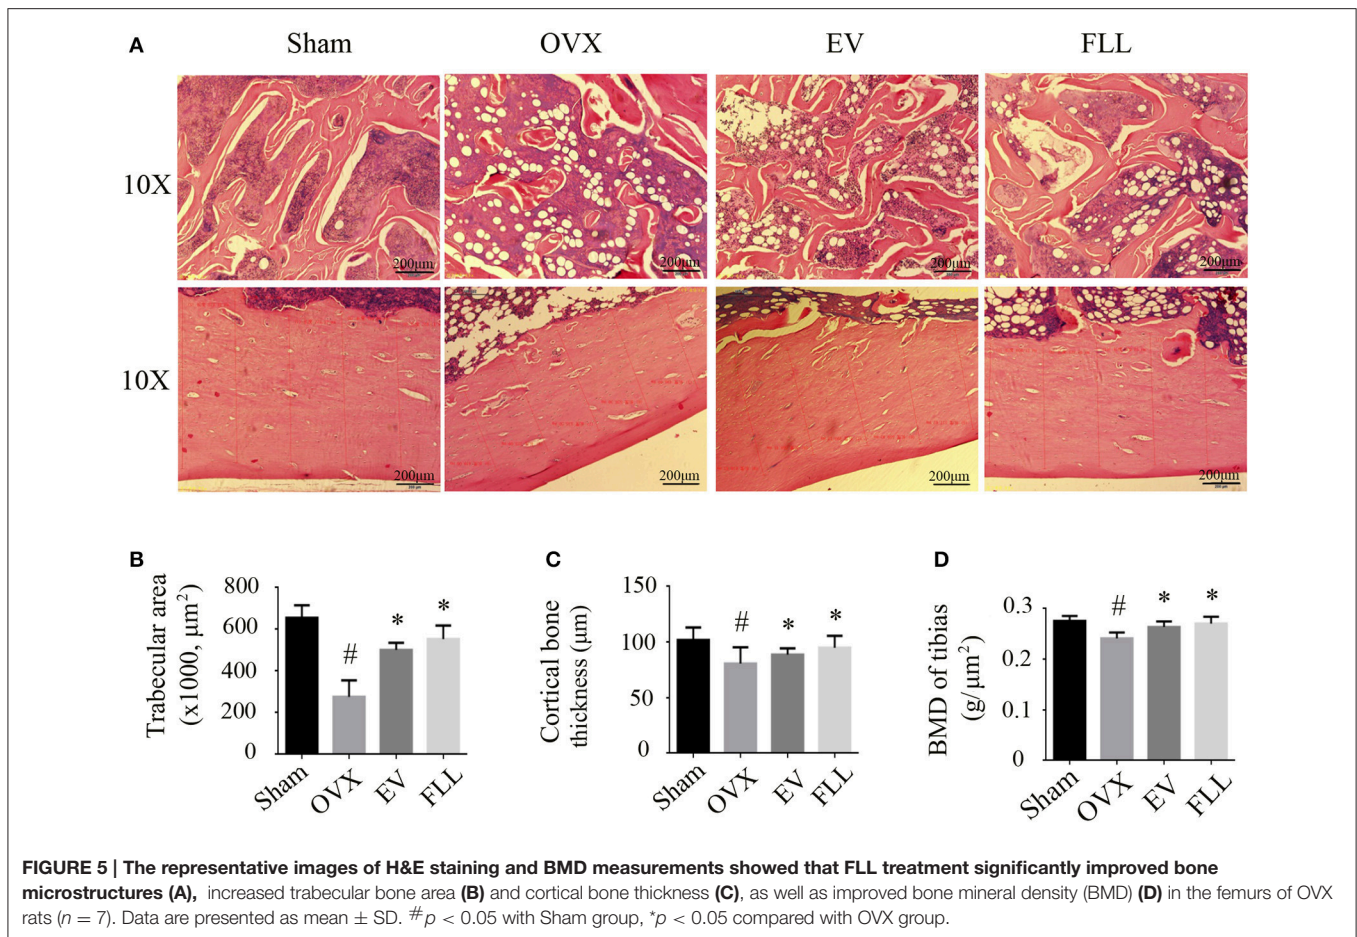 A
Sham
OVX
EV
FLL
10X
200μm
200μm
200μm
200μm
10X
200μm
200μm
200μm
200μm
B
Trabecular area
(x1000, μm²)
800
600
400
200
0
#
*
*
Sham
OVX
EV
FLL
C
Cortical bone
thickness (μm)
150
100
50
0
#
*
*
Sham
OVX
EV
FLL
D
BMD of tibias
(g/μm²)
0.3
0.2
0.1
0
#
*
*
Sham
OVX
EV
FLL
FIGURE 5 | The representative images of H&E staining and BMD measurements showed that FLL treatment significantly improved bone
microstructures (A), increased trabecular bone area (B) and cortical bone thickness (C), as well as improved bone mineral density (BMD) (D) in the femurs of OVX
rats (n = 7). Data are presented as mean ± SD. #p < 0.05 with Sham group, *p < 0.05 compared with OVX group.